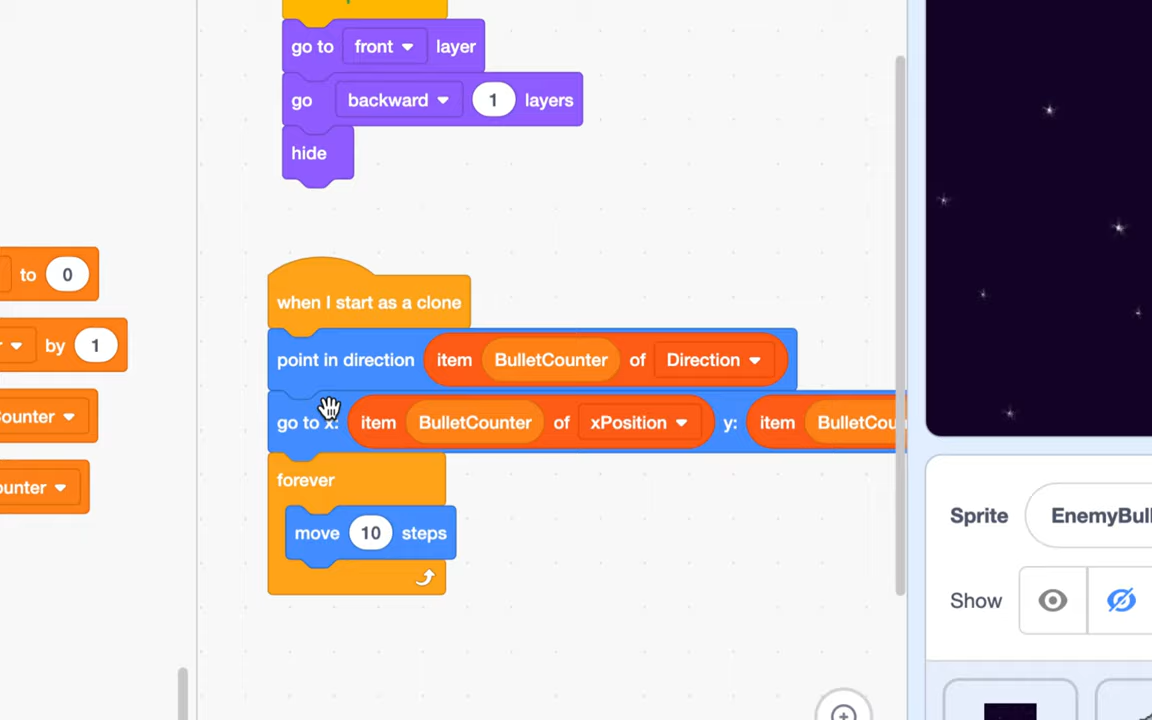 go to front layer
go backward 1 layers
hide
to 0
by 1
when I start as a clone
point in direction item BulletCounter of Direction
ounter
go to x: item BulletCounter of xPosition y: item BulletCou
forever
ounter
move 10 steps
Sprite EnemyBull
Show